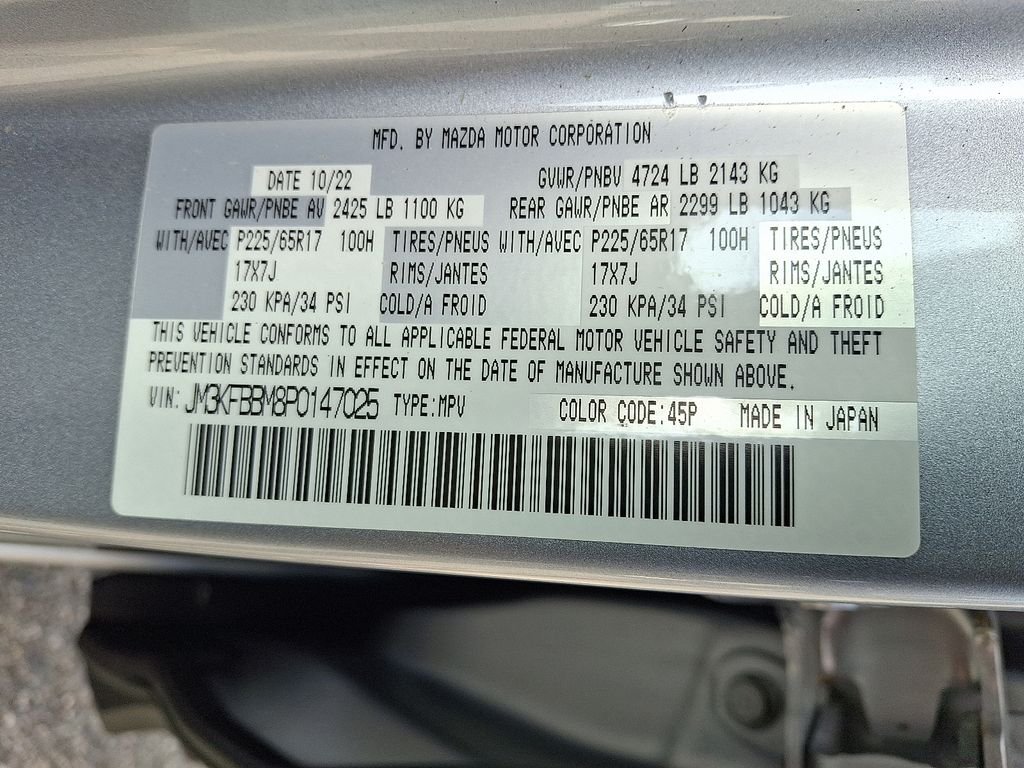 MFD. BY MAZDA MOTOR CORPORATION
DATE 10/22 GVWR/PNBV 4724 LB 2143 KG
FRONT GAWR/PNBE AV 2425 LB 1100 KG REAR GAWR/PNBE AR 2299 LB 1043 KG
WITH/AVEC P225/65R17 100H TIRES/PNEUS WITH/AVEC P225/65R17 100H TIRES/PNEUS
17X7J RIMS/JANTES 17X7J RIMS/JANTES
230 KPA/34 PSI COLD/A FROID 230 KPA/34 PSI COLD/A FROID
THIS VEHICLE CONFORMS TO ALL APPLICABLE FEDERAL MOTOR VEHICLE SAFETY AND THEFT
PREVENTION STANDARDS IN EFFECT ON THE DATE OF MANUFACTURE SHOWN ABOVE.
VIN: JM3KFBBM8P0147025 TYPE:MPV COLOR CODE:45P MADE IN JAPAN